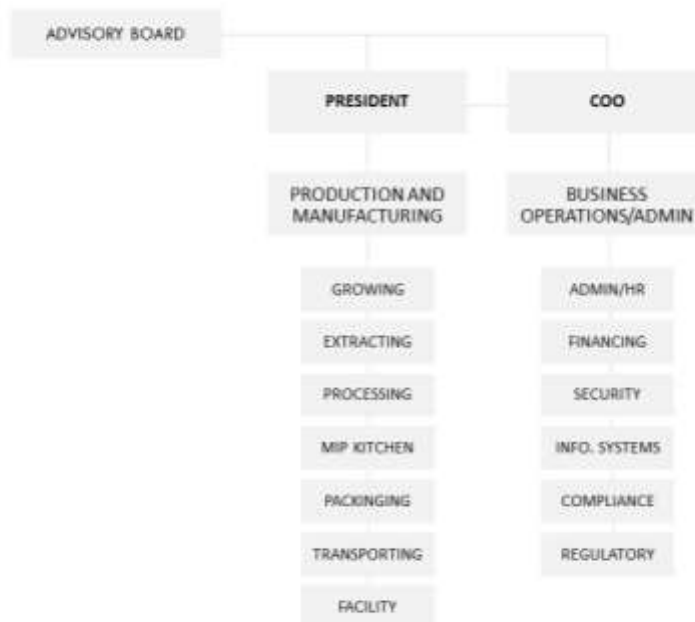 ADVISORY BOARD
PRESIDENT
COO
PRODUCTION AND
MANUFACTURING
BUSINESS
OPERATIONS/ADMIN
GROWING
EXTRACTING
PROCESSING
MIP KITCHEN
PACKINGING
TRANSPORTING
FACILITY
ADMIN/HR
FINANCING
SECURITY
INFO. SYSTEMS
COMPLIANCE
REGULATORY